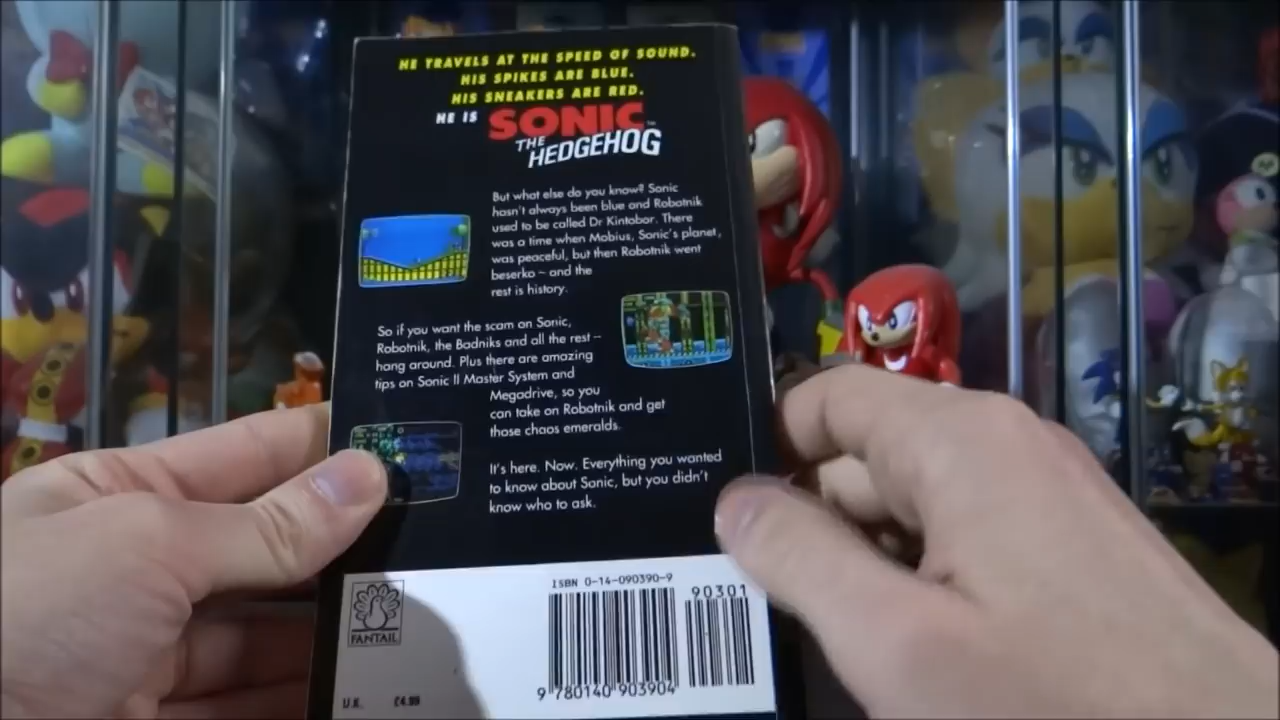 HE TRAVELS AT THE SPEED OF SOUND.
HIS SPIKES ARE BLUE.
HIS SNEAKERS ARE RED.
HE IS SONIC
THE
HEDGEHOG
But what else do you know? Sonic
hasn't always been blue and Robotnik
used to be called Dr Kintobor. There
was a time when Mobius, Sonic's planet,
was peaceful, but then Robotnik went
beserko – and the
rest is history.
So if you want the scam on Sonic,
Robotnik, the Badniks and all the rest –
hang around. Plus there are amazing
tips on Sonic II Master System and
Megadrive, so you
can take on Robotnik and get
those chaos emeralds.
It's here. Now. Everything you wanted
to know about Sonic, but you didn't
know who to ask.
ISBN 0-14-090390-9
90301
FANTAIL
9 780140 903904
U.K. £4.99